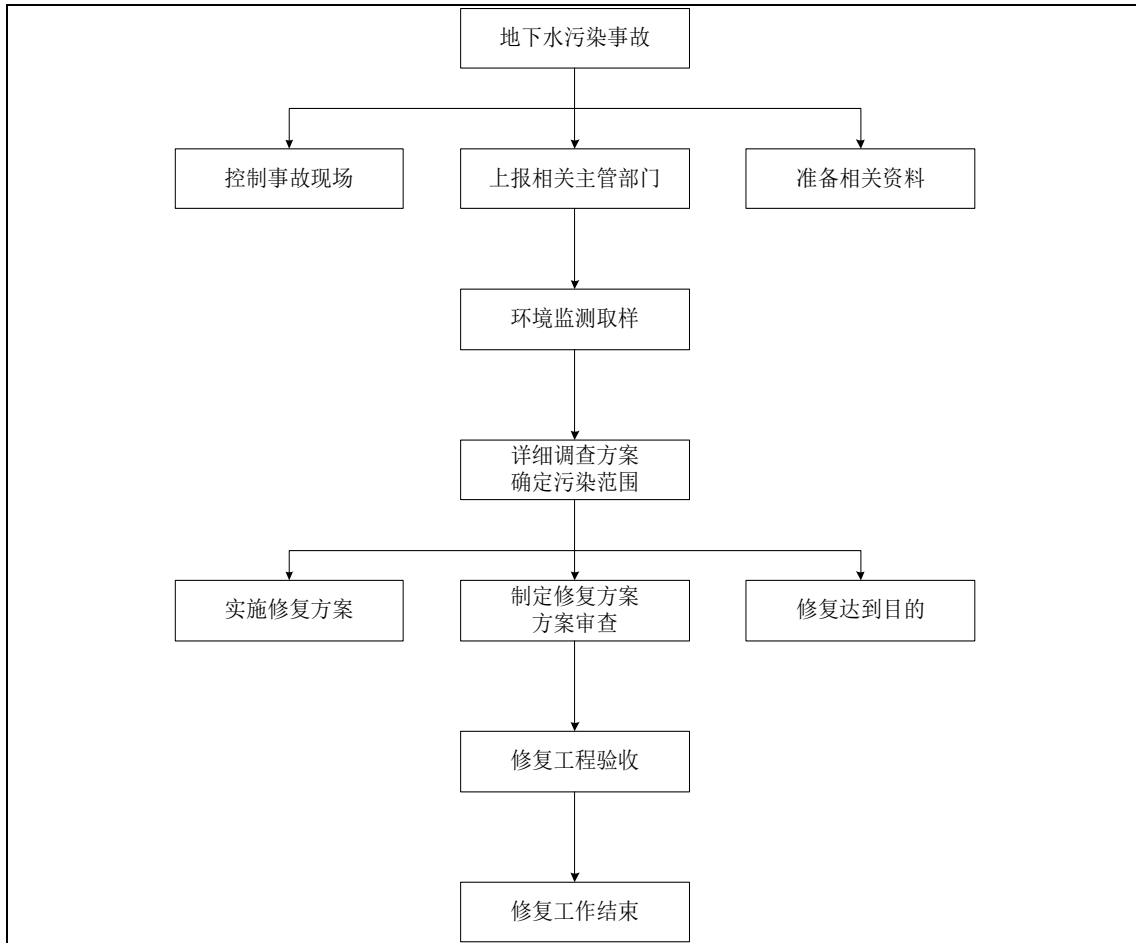 地下水污染事故
控制事故现场
上报相关主管部门
准备相关资料
环境监测取样
详细调查方案
确定污染范围
实施修复方案
制定修复方案
方案审查
修复达到目的
修复工程验收
修复工作结束